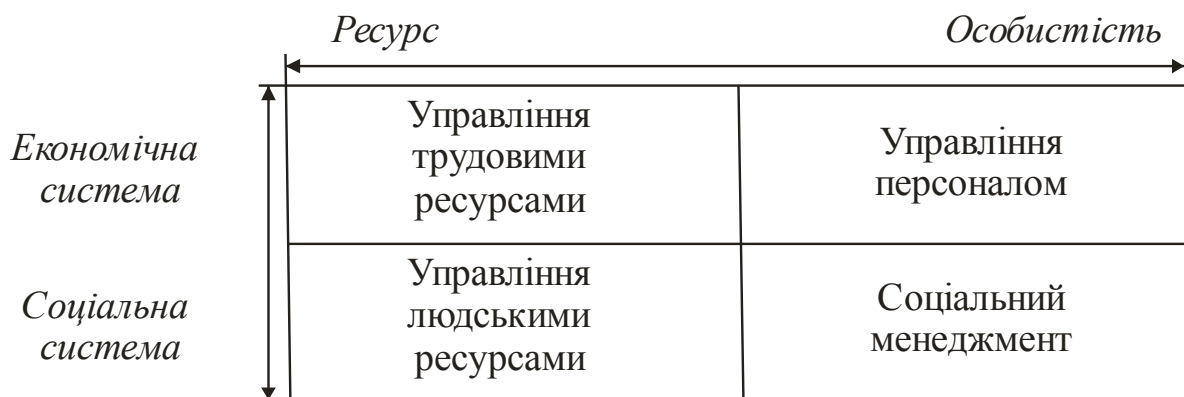 Ресурс
Особистість
Економічна
система
Управління
трудовими
ресурсами
Управління
персоналом
Соціальна
система
Управління
людськими
ресурсами
Соціальний
менеджмент